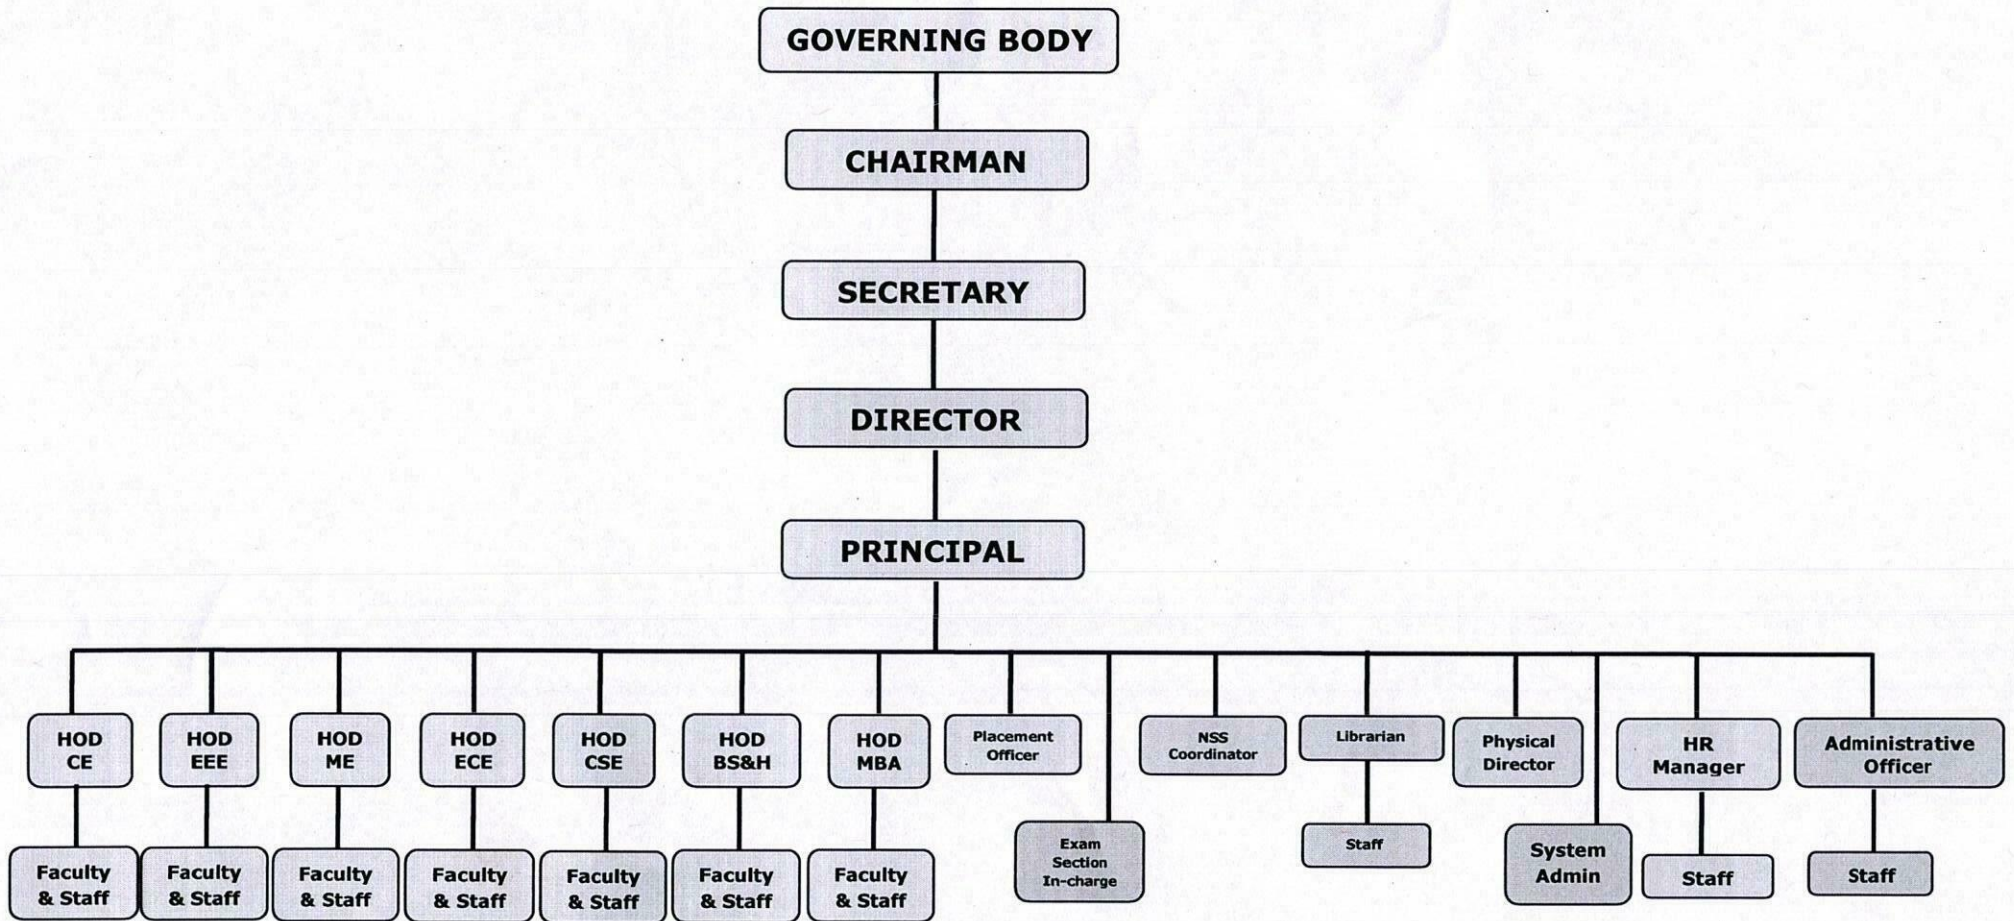 GOVERNING BODY
CHAIRMAN
SECRETARY
DIRECTOR
PRINCIPAL
HOD
CE
HOD
EEE
HOD
ME
HOD
ECE
HOD
CSE
HOD
BS&H
HOD
MBA
Placement
Officer
NSS
Coordinator
Librarian
Physical
Director
HR
Manager
Administrative
Officer
Faculty
& Staff
Faculty
& Staff
Faculty
& Staff
Faculty
& Staff
Faculty
& Staff
Faculty
& Staff
Faculty
& Staff
Exam
Section
In-charge
Staff
System
Admin
Staff
Staff